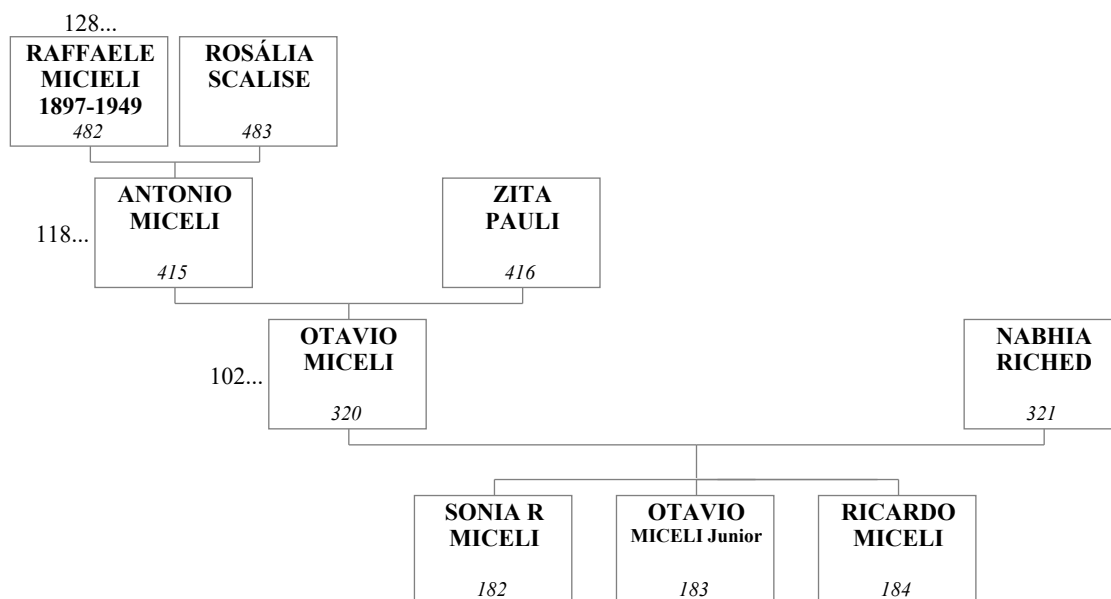 128...
RAFFAELE
MICIELI
1897-1949
482
ROSÁLIA
SCALISE
483
118...
ANTONIO
MICELI
415
ZITA
PAULI
416
102...
OTAVIO
MICELI
320
NABHIA
RICHED
321
SONIA R
MICELI
182
OTAVIO
MICELI Junior
183
RICARDO
MICELI
184